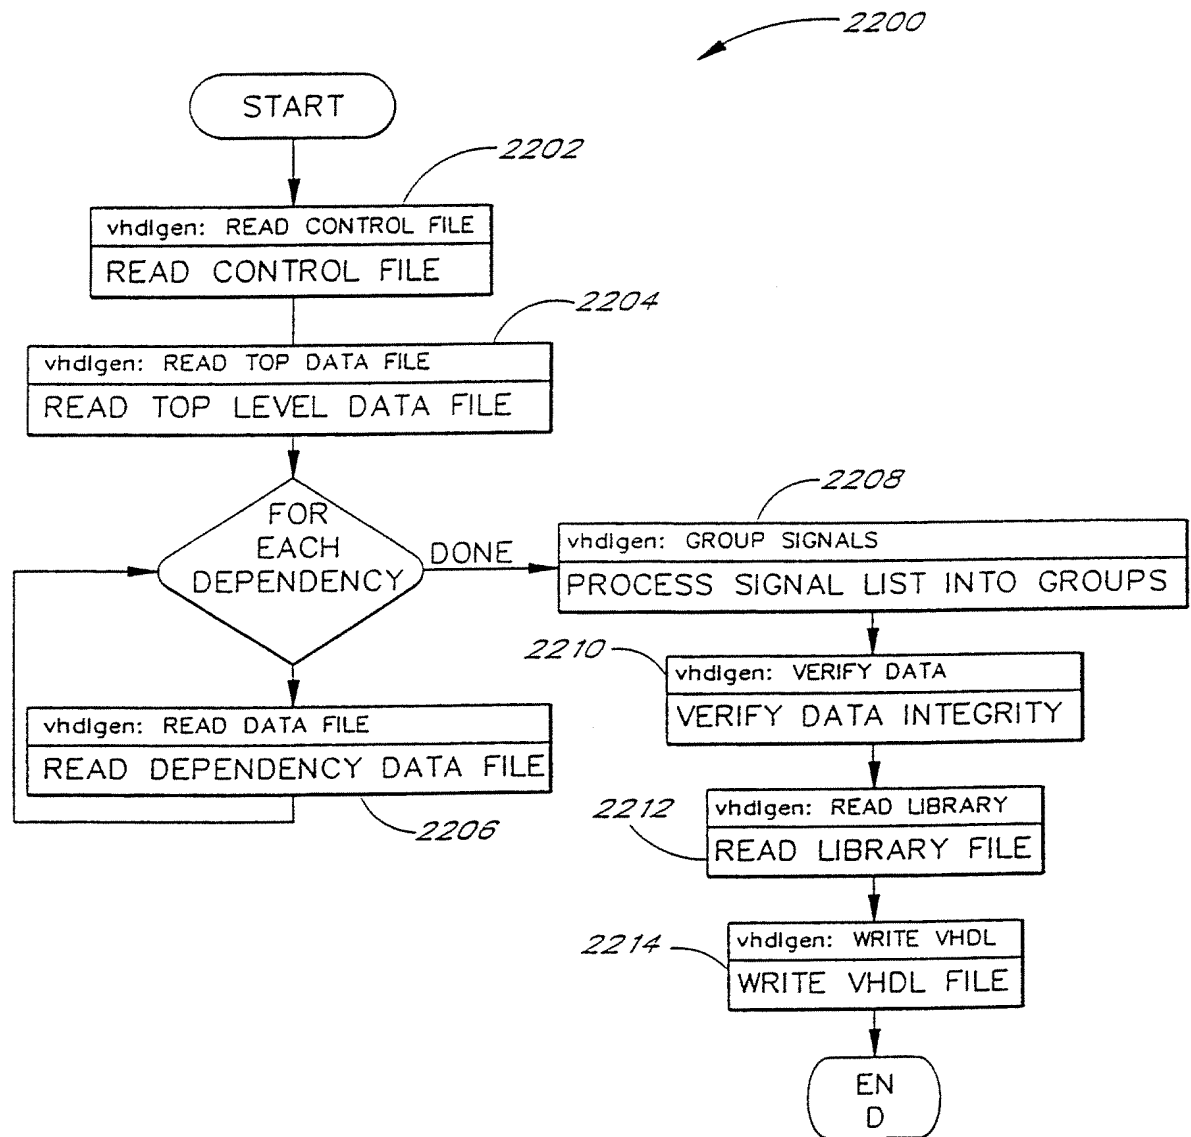 2200
START
2202
vhdlgen: READ CONTROL FILE
READ CONTROL FILE
2204
vhdlgen: READ TOP DATA FILE
READ TOP LEVEL DATA FILE
FOR
EACH
DEPENDENCY
DONE
2208
vhdlgen: GROUP SIGNALS
PROCESS SIGNAL LIST INTO GROUPS
2210
vhdlgen: VERIFY DATA
VERIFY DATA INTEGRITY
vhdlgen: READ DATA FILE
READ DEPENDENCY DATA FILE
2206
2212
vhdlgen: READ LIBRARY
READ LIBRARY FILE
2214
vhdlgen: WRITE VHDL
WRITE VHDL FILE
EN
D